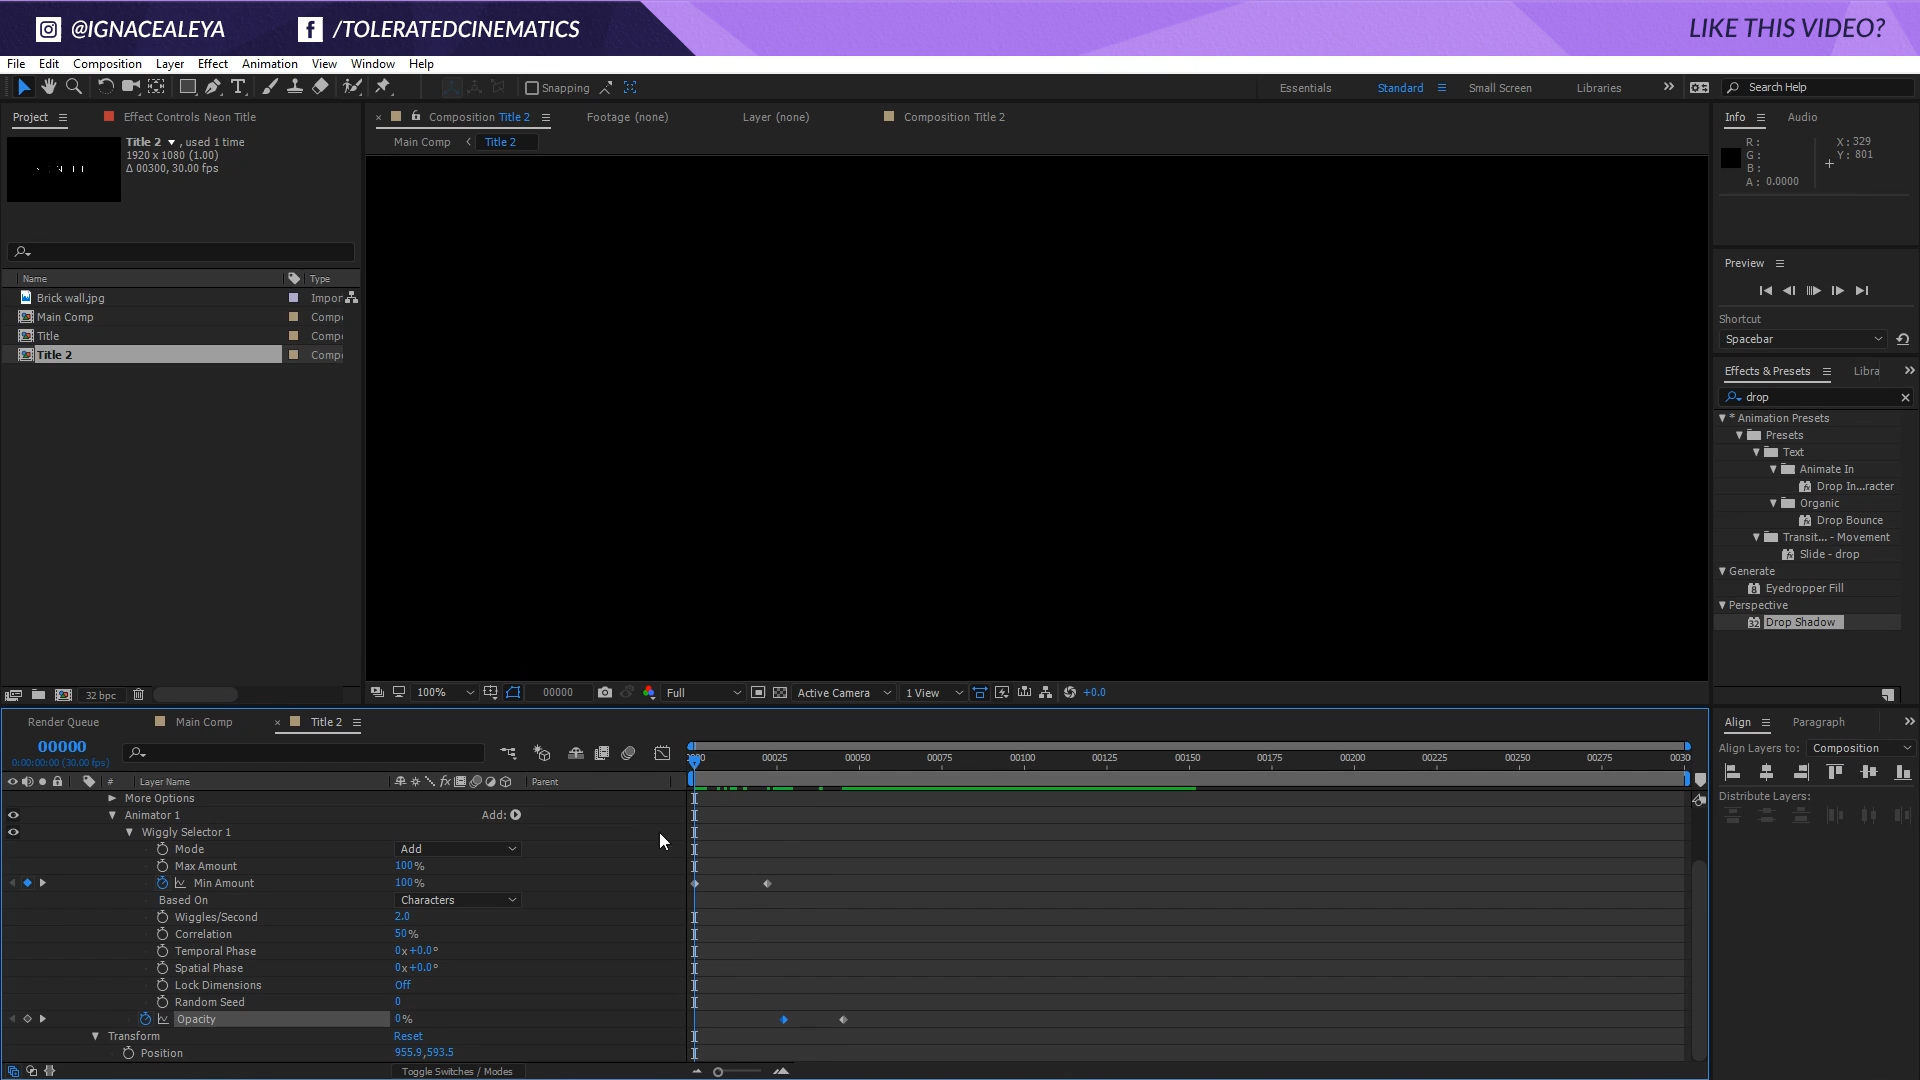 @IGNACEALEYA
/TOLERATEDCINEMATICS
LIKE THIS VIDEO?
File Edit Composition Layer Effect Animation View Window Help
Snapping
Essentials Standard Small Screen Libraries Search Help
Project Effect Controls Neon Title
Title 2 , used 1 time
1920 x 1080 (1.00)
Δ 00300, 30.00 fps
Name Type
Brick wall.jpg Impor
Main Comp Comp
Title Comp
Title 2 Comp
32 bpc
Composition Title 2 Footage (none) Layer (none) Composition Title 2
Main Comp Title 2
100% 00000 Full Active Camera 1 View +0.0
Info Audio
R: X: 329
G: Y: 801
B:
A: 0.0000
Preview
Shortcut
Spacebar
Effects & Presets Libra
drop
* Animation Presets
Presets
Text
Animate In
Drop In...racter
Organic
Drop Bounce
Transit... - Movement
Slide - drop
Generate
Eyedropper Fill
Perspective
Drop Shadow
Render Queue Main Comp Title 2
00000
0:00:00:00 (30.00 fps)
00025 00050 00075 00100 00125 00150 00175 00200 00225 00250 00275 0030
# Layer Name Parent
More Options
Animator 1 Add:
Wiggly Selector 1
Mode Add
Max Amount 100%
Min Amount 100%
Based On Characters
Wiggles/Second 2.0
Correlation 50%
Temporal Phase 0x+0.0°
Spatial Phase 0x+0.0°
Lock Dimensions Off
Random Seed 0
Opacity 0%
Transform Reset
Position 955.9,593.5
Toggle Switches / Modes
Align Paragraph
Align Layers to: Composition
Distribute Layers: